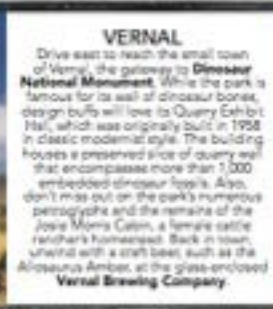 VERNAL
Drive east to reach the small town
of Vernal, the gateway to Dinosaur
National Monument. While the park is
famous for its wall of dinosaur bones,
design buffs will love its Quarry Exhibit
Hall, which was originally built in 1958
in classic modernist style. The building
houses a preserved slice of quarry wall
that encompasses more than 1,000
embedded dinosaur fossils. Also,
don't miss out on the park's numerous
petroglyphs and the remains of the
Josie Morris Cabin, a female cattle
rancher's homestead. Back in town,
unwind with a craft beer, such as the
Allosaurus Amber, at the glass-enclosed
Vernal Brewing Company.